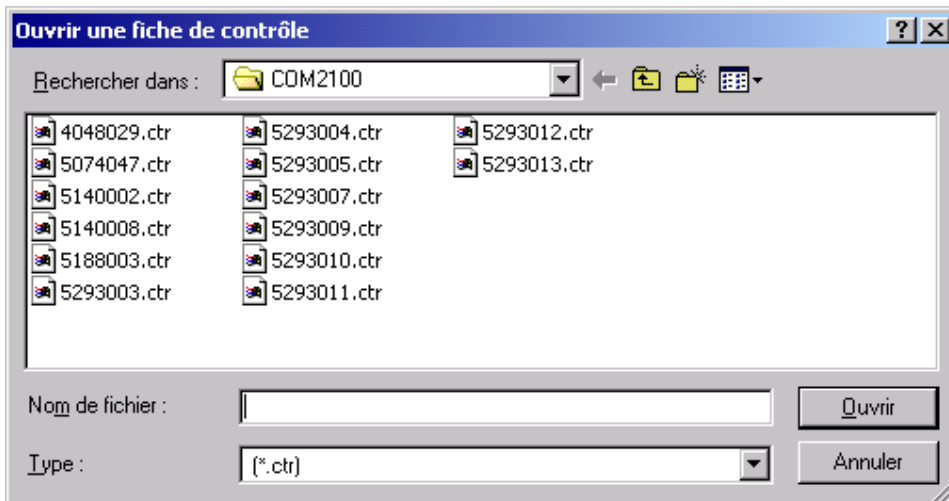 Ouvrir une fiche de contrôle
Rechercher dans : COM2100
4048029.ctr 5293004.ctr 5293012.ctr
5074047.ctr 5293005.ctr 5293013.ctr
5140002.ctr 5293007.ctr
5140008.ctr 5293009.ctr
5188003.ctr 5293010.ctr
5293003.ctr 5293011.ctr
Nom de fichier : Ouvrir
Type : (*.ctr) Annuler